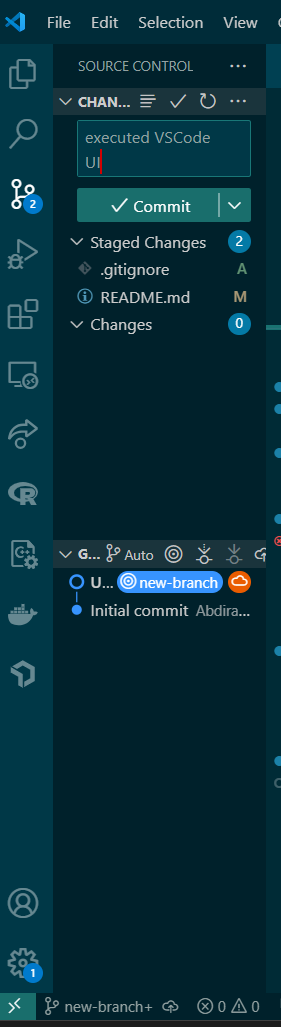 File Edit Selection View
SOURCE CONTROL ...
CHAN... ...
executed VSCode
UI
Commit
Staged Changes 2
.gitignore A
README.md M
Changes 0
2
G... Auto
U... new-branch
Initial commit Abdira...
1
new-branch+ 0 0